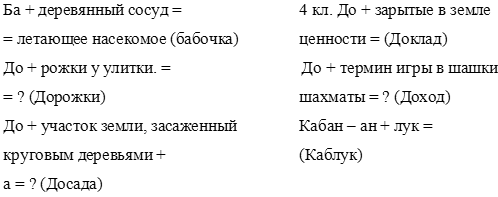 Ба + деревянный сосуд =
= летающее насекомое (бабочка)
До + рожки у улитки. =
= ? (Дорожки)
До + участок земли, засаженный
круговым деревьями +
а = ? (Досада)
4 кл. До + зарытые в земле
ценности = (Доклад)
До + термин игры в шашки
шахматы = ? (Доход)
Кабан – ан + лук =
(Каблук)